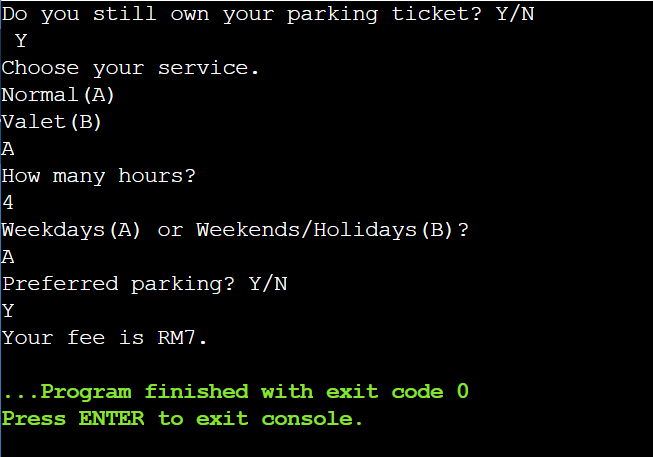 Do you still own your parking ticket? Y/N
Y
Choose your service.
Normal(A)
Valet(B)
A
How many hours?
4
Weekdays(A) or Weekends/Holidays(B)?
A
Preferred parking? Y/N
Y
Your fee is RM7.
...Program finished with exit code 0
Press ENTER to exit console.